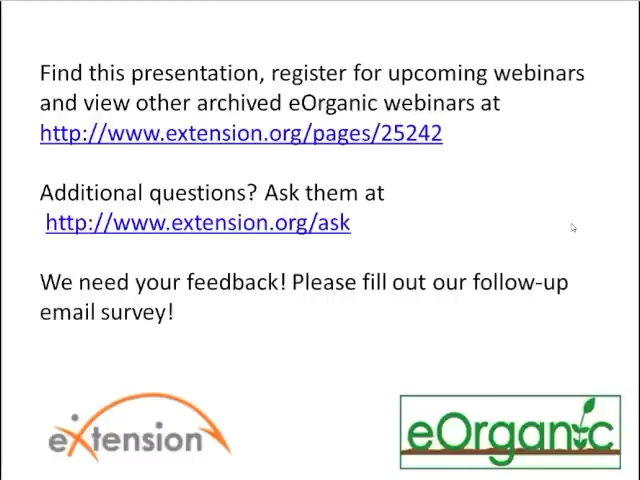 Find this presentation, register for upcoming webinars
and view other archived eOrganic webinars at
http://www.extension.org/pages/25242
Additional questions? Ask them at
http://www.extension.org/ask
We need your feedback! Please fill out our follow-up
email survey!
eXtension
eOrganic